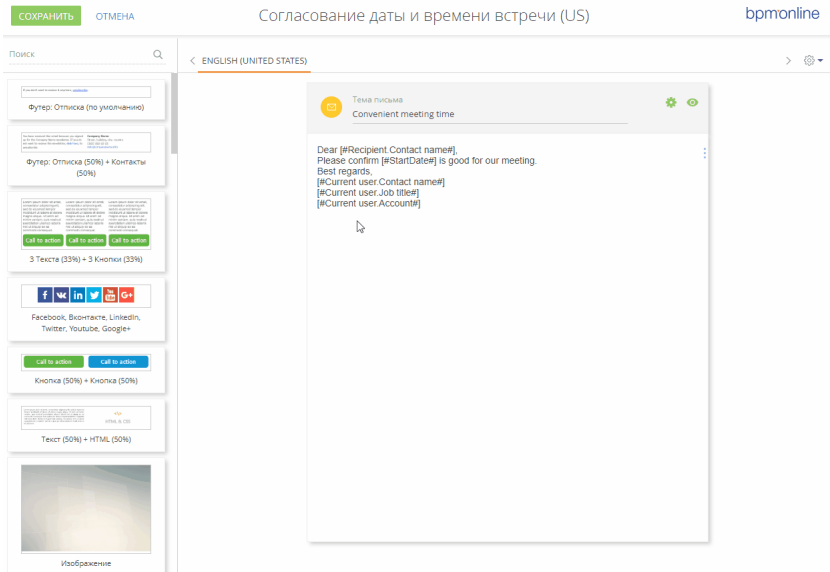 СОХРАНИТЬ
ОТМЕНА
Согласование даты и времени встречи (US)
bpmonline
Поиск
ENGLISH (UNITED STATES)
Футер: Отписка (по умолчанию)
Футер: Отписка (50%) + Контакты
(50%)
Call to action
Call to action
Call to action
3 Текста (33%) + 3 Кнопки (33%)
Facebook, Вконтакте, LinkedIn,
Twitter, Youtube, Google+
Call to action
Call to action
Кнопка (50%) + Кнопка (50%)
HTML & CSS
Текст (50%) + HTML (50%)
Изображение
Тема письма
Convenient meeting time
Dear [#Recipient.Contact name#],
Please confirm [#StartDate#] is good for our meeting.
Best regards,
[#Current user.Contact name#]
[#Current user.Job title#]
[#Current user.Account#]